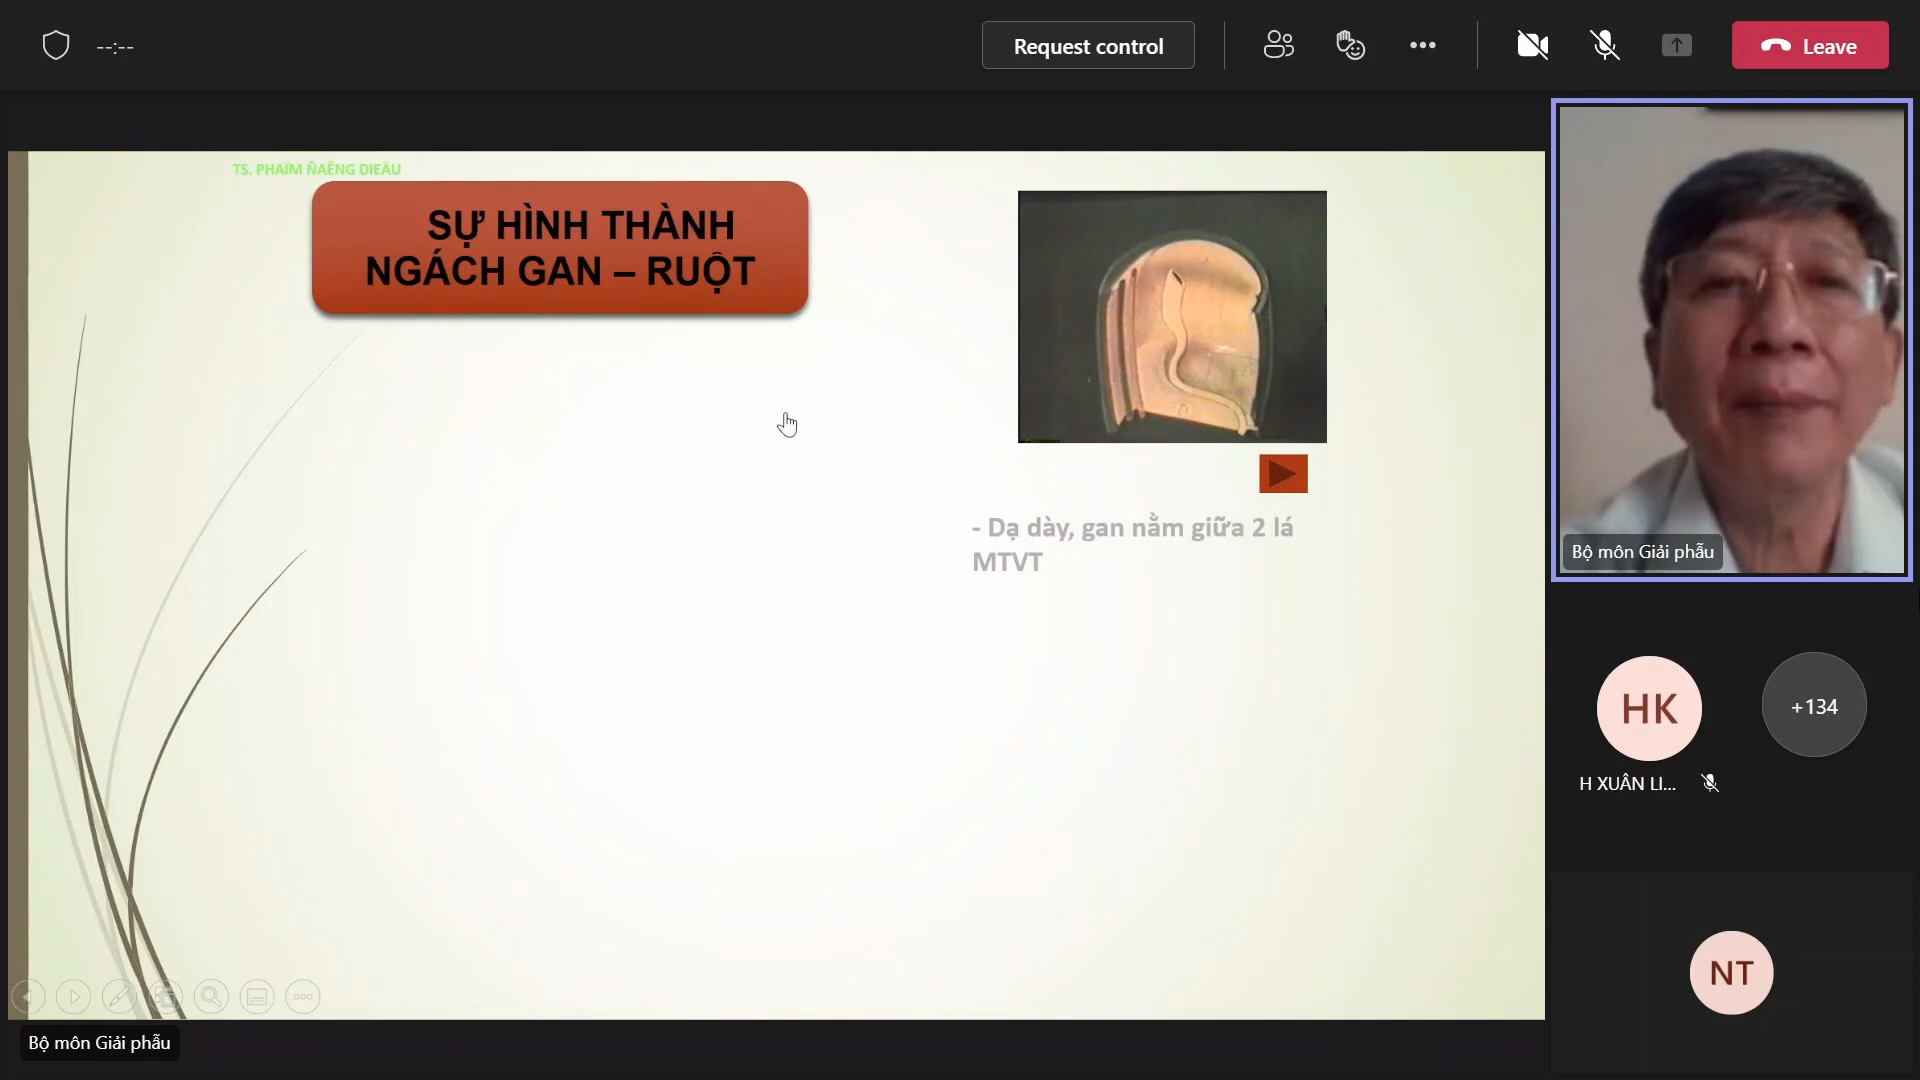 --:--
Request control
Leave
TS. PHAÏM ÑAÊNG DIEÄU
SỰ HÌNH THÀNH
NGÁCH GAN – RUỘT
- Dạ dày, gan nằm giữa 2 lá
MTVT
Bộ môn Giải phẫu
HK
+134
H XUÂN LI...
NT
Bộ môn Giải phẫu